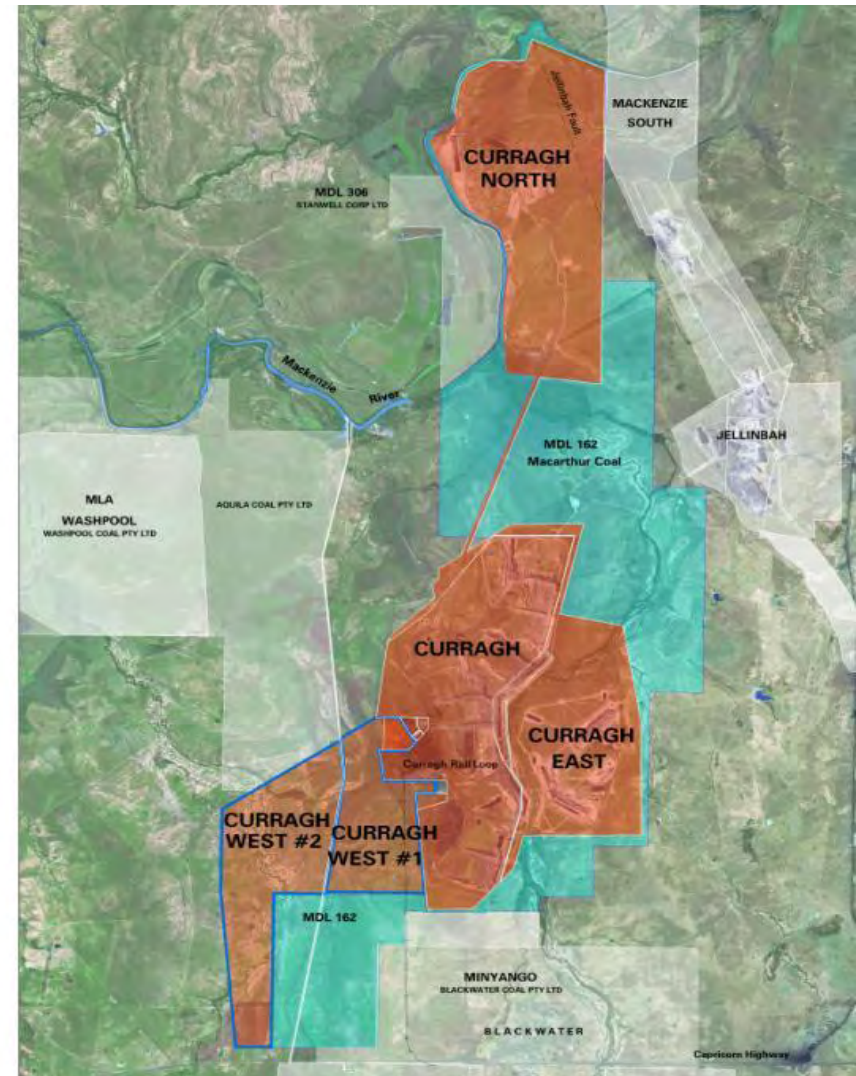 MACKENZIE
SOUTH
Jellinbah Fault
CURRAGH
NORTH
MDL 306
STANWELL CORP LTD
Mackenzie
River
JELLINBAH
MDL 162
Macarthur Coal
MLA
WASHPOOL
WASHPOOL COAL PTY LTD
AQUILA COAL PTY LTD
CURRAGH
CURRAGH
EAST
Curragh Rail Loop
CURRAGH
WEST #2
CURRAGH
WEST #1
MDL 162
MINYANGO
BLACKWATER COAL PTY LTD
BLACKWATER
Capricorn Highway